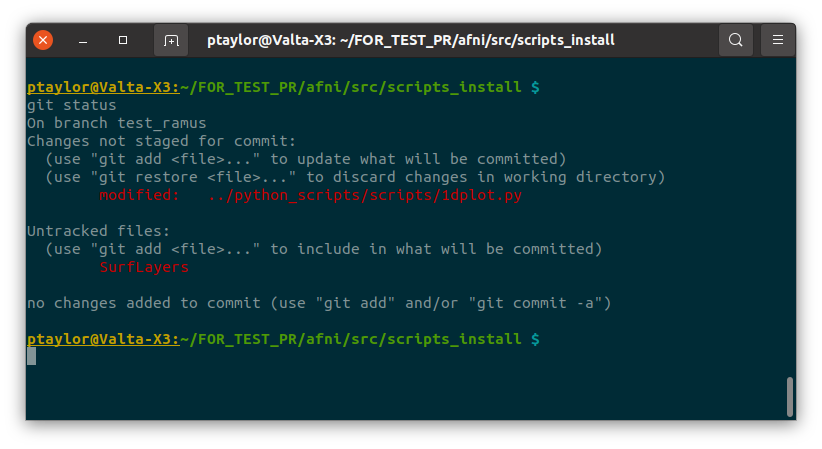 ptaylor@Valta-X3: ~/FOR_TEST_PR/afni/src/scripts_install
ptaylor@Valta-X3:~/FOR_TEST_PR/afni/src/scripts_install $
git status
On branch test_ramus
Changes not staged for commit:
  (use "git add <file>..." to update what will be committed)
  (use "git restore <file>..." to discard changes in working directory)
        modified:   ../python_scripts/scripts/1dplot.py
Untracked files:
  (use "git add <file>..." to include in what will be committed)
        SurfLayers
no changes added to commit (use "git add" and/or "git commit -a")
ptaylor@Valta-X3:~/FOR_TEST_PR/afni/src/scripts_install $